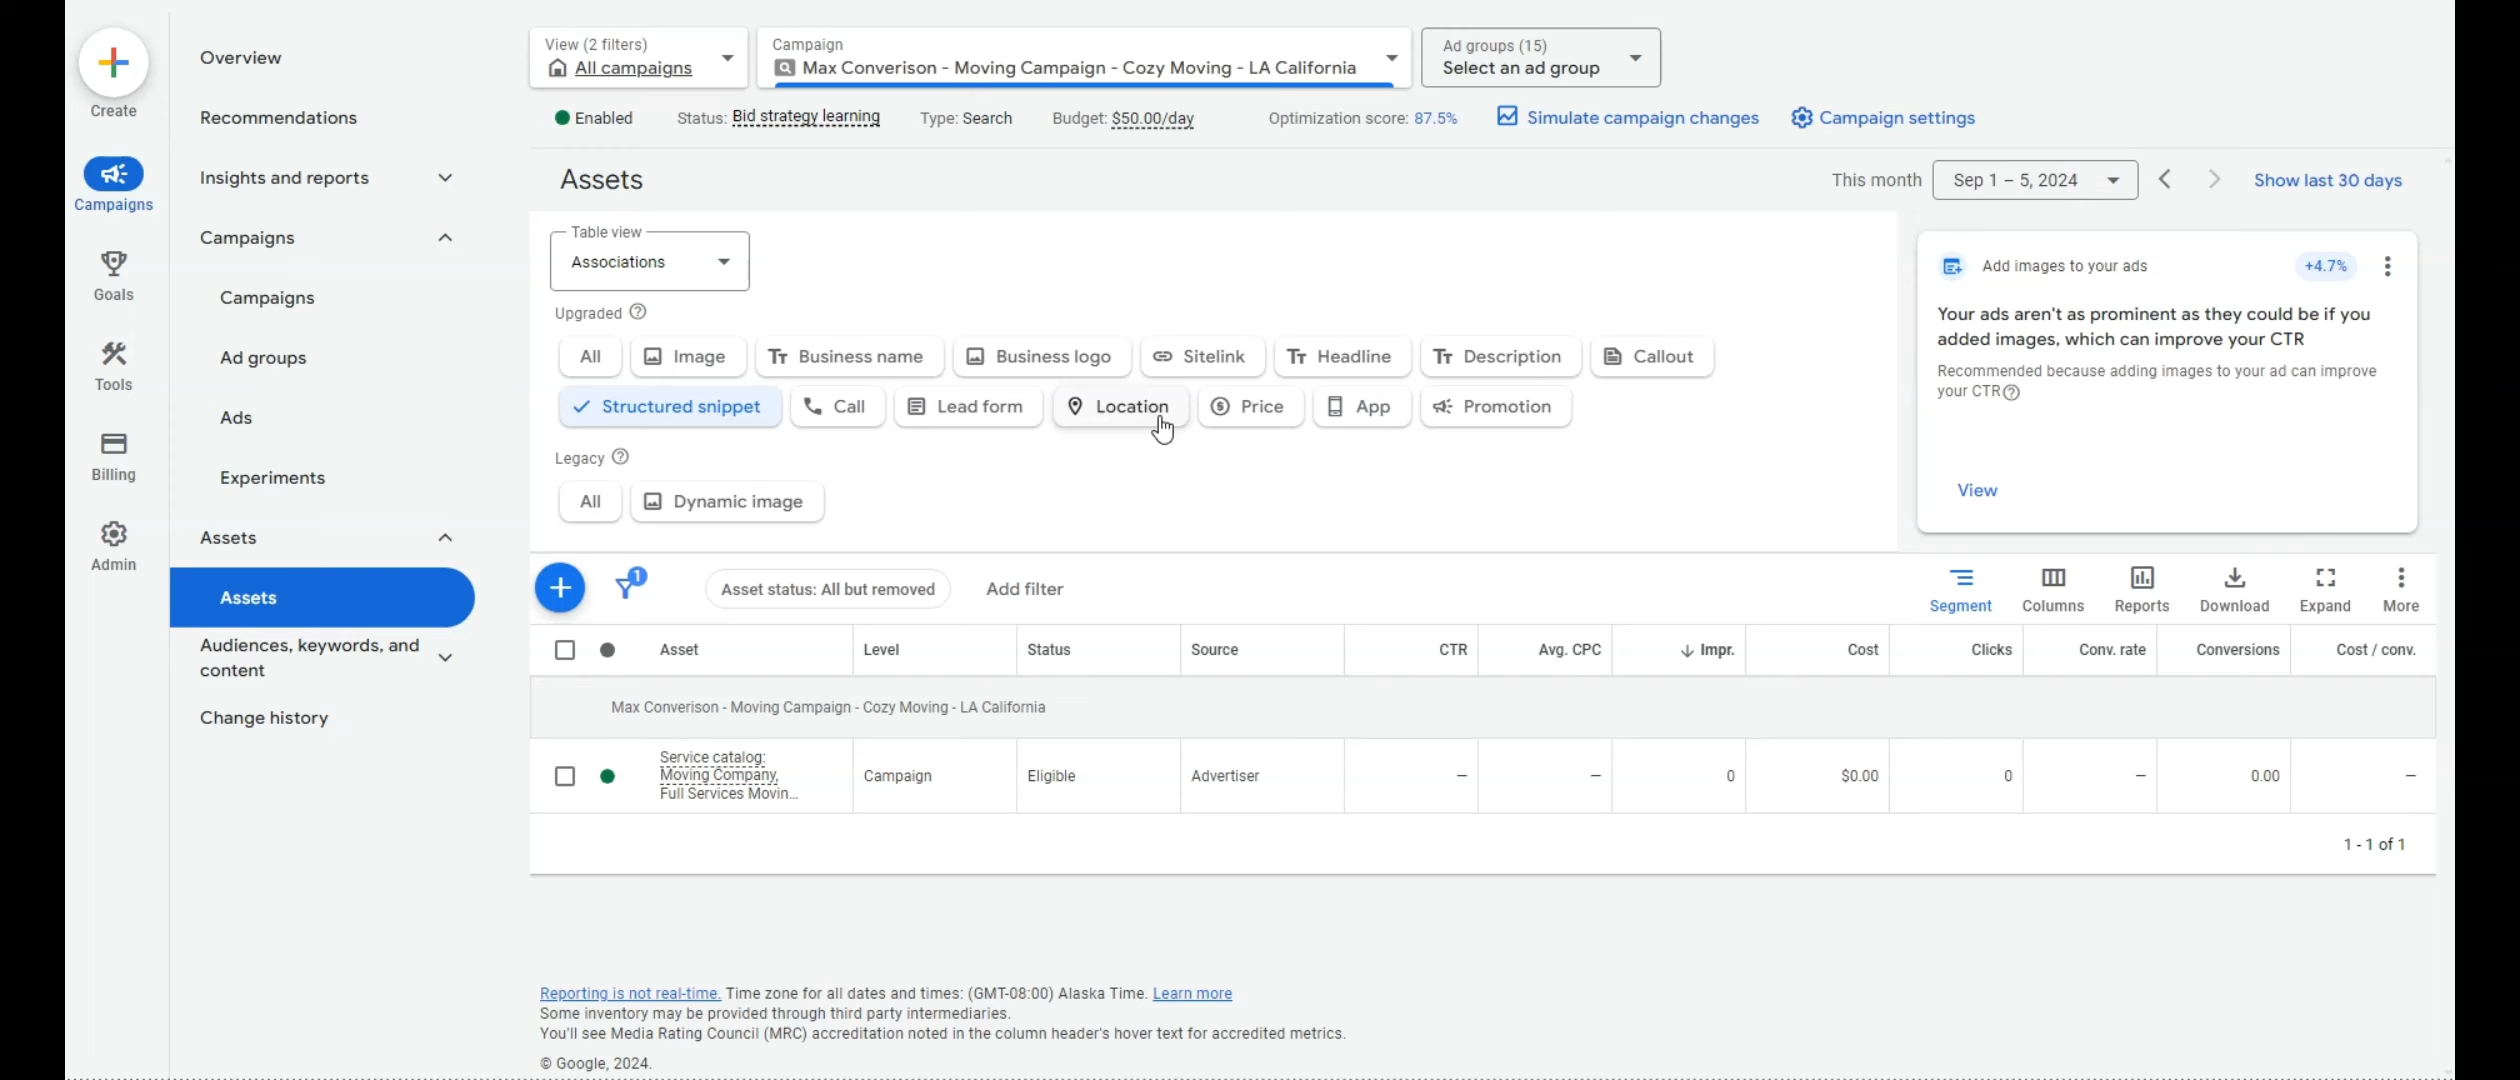 Create
Campaigns
Goals
Tools
Billing
Admin
Overview
Recommendations
Insights and reports
Campaigns
Campaigns
Ad groups
Ads
Experiments
Assets
Assets
Audiences, keywords, and
content
Change history
View (2 filters)
All campaigns
Campaign
Max Converison - Moving Campaign - Cozy Moving - LA California
Ad groups (15)
Select an ad group
Enabled Status: Bid strategy learning Type: Search Budget: $50.00/day Optimization score: 87.5% Simulate campaign changes Campaign settings
Assets
This month Sep 1 – 5, 2024 Show last 30 days
Table view
Associations
Upgraded
All Image Business name Business logo Sitelink Headline Description Callout
Structured snippet Call Lead form Location Price App Promotion
Legacy
All Dynamic image
Add images to your ads +4.7%
Your ads aren't as prominent as they could be if you
added images, which can improve your CTR
Recommended because adding images to your ad can improve
your CTR
View
1
Asset status: All but removed Add filter
Segment Columns Reports Download Expand More
Asset Level Status Source CTR Avg. CPC Impr. Cost Clicks Conv. rate Conversions Cost / conv.
Max Converison - Moving Campaign - Cozy Moving - LA California
Service catalog:
Moving Company,
Full Services Movin...
Campaign Eligible Advertiser – – 0 $0.00 0 – 0.00 –
1 - 1 of 1
Reporting is not real-time. Time zone for all dates and times: (GMT-08:00) Alaska Time. Learn more
Some inventory may be provided through third party intermediaries.
You'll see Media Rating Council (MRC) accreditation noted in the column header's hover text for accredited metrics.
© Google, 2024.